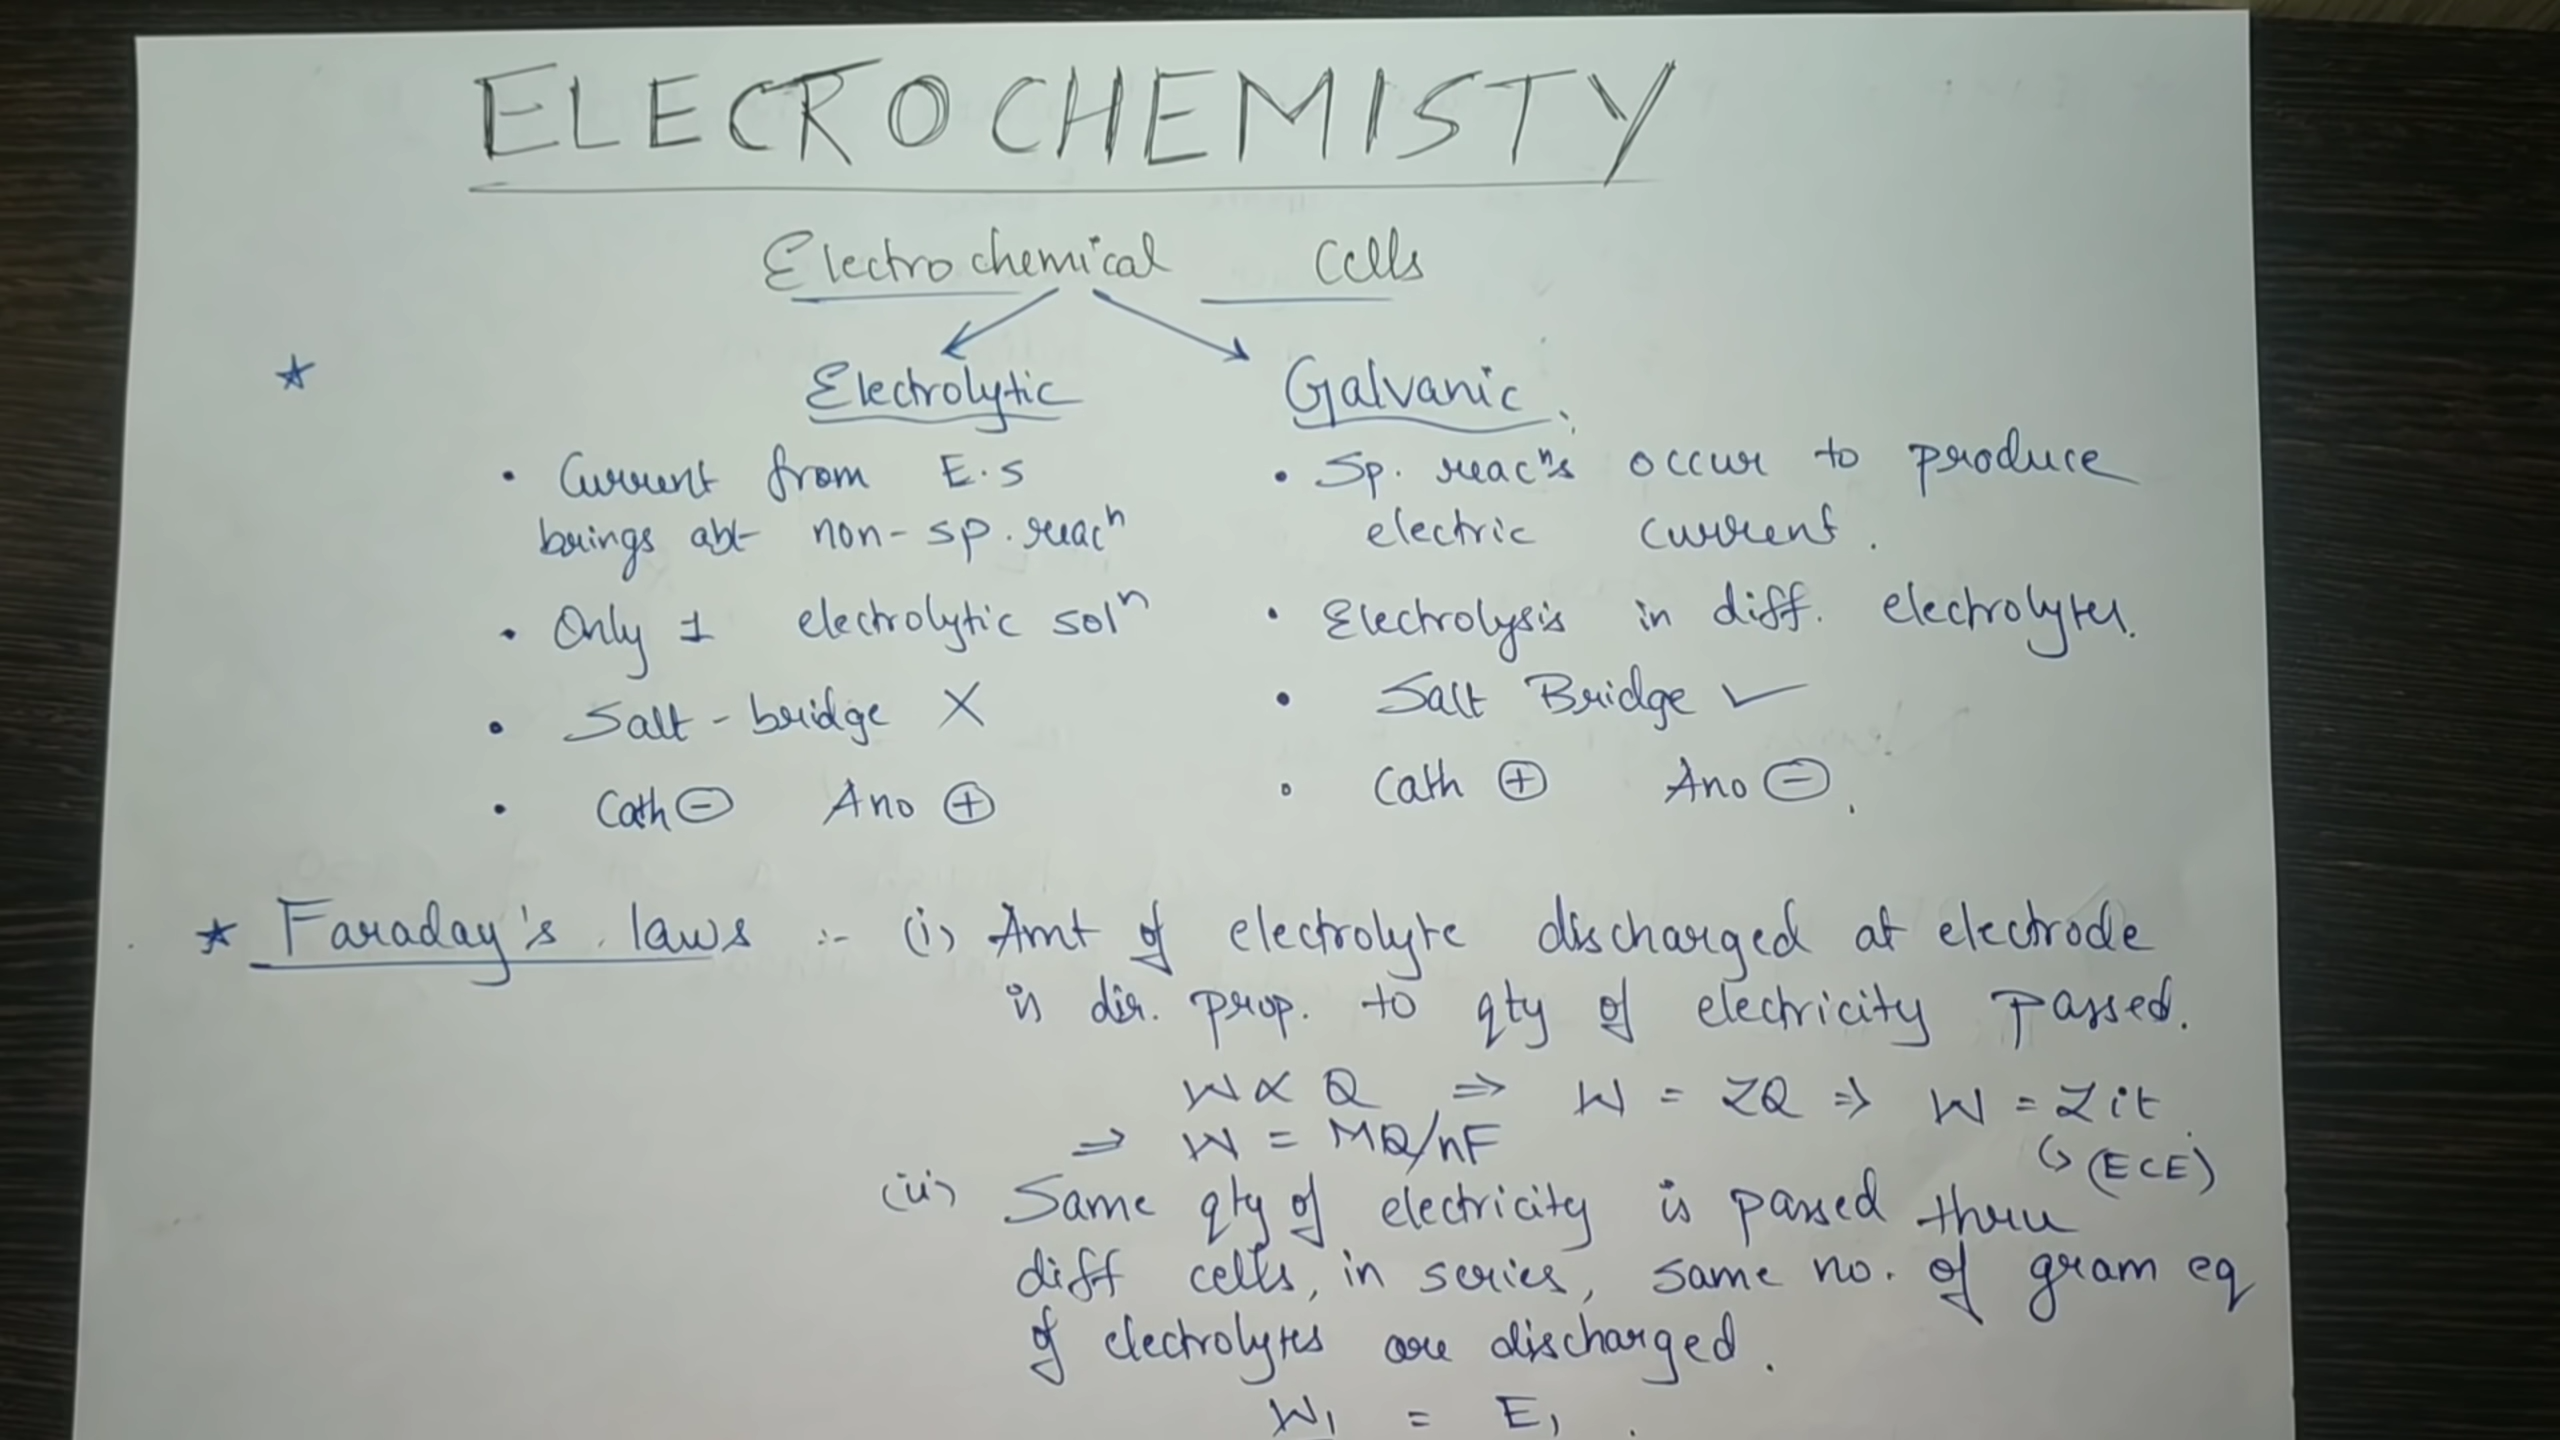 ELECROCHEMISTY
Electrochemical Cells
★ Electrolytic
• Current from E.S
brings abt non-sp. reacⁿ
• Only 1 electrolytic solⁿ
• Salt-bridge X
• Cath ⊖ Ano ⊕
Galvanic
• Sp. reacⁿs occur to produce
electric current.
• Electrolysis in diff. electrolytes.
• Salt Bridge ✓
• Cath ⊕ Ano ⊖.
★ Faraday's laws :- (i) Amt of electrolyte discharged at electrode
is dir. prop. to qty of electricity passed.
W ∝ Q ⇒ W = ZQ ⇒ W = Zit
⇒ W = MQ/nF
↳ (ECE)
(ii) Same qty of electricity is passed thru
diff cells, in series, same no. of gram eq
of electrolytes are discharged.
W₁ = E₁